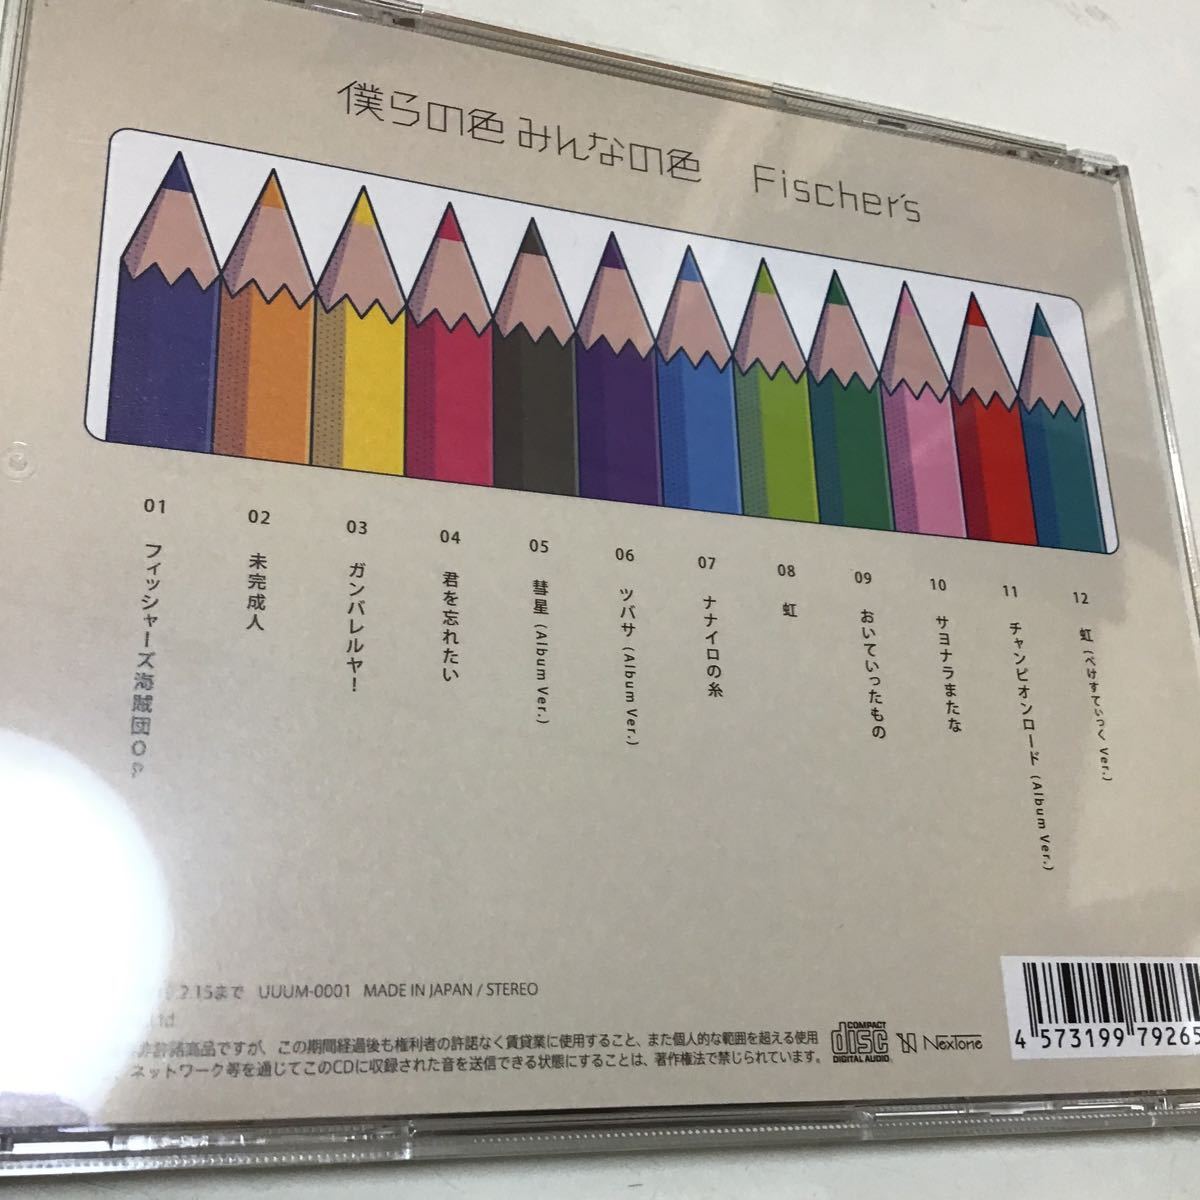 僕らの色 みんなの色　Fischer's
01 フィッシャーズ海賊団
02 未完成人
03 ガンバレルヤ！
04 君を忘れたい
05 彗星 (Album Ver.)
06 ツバサ (Album Ver.)
07 ナナイロの糸
08 虹
09 おいていったもの
10 サヨナラまたな
11 チャンピオンロード (Album Ver.)
12 虹 (べけすてぃっく Ver.)
.2.15まで UUUM-0001 MADE IN JAPAN / STEREO
非許諾商品ですが、この期間経過後も権利者の許諾なく賃貸業に使用すること、また個人的な範囲を超える使用
ネットワーク等を通じてこのCDに収録された音を送信できる状態にすることは、著作権法で禁じられています。
COMPACT
disc
DIGITAL AUDIO
NexTone
4 573199 79265